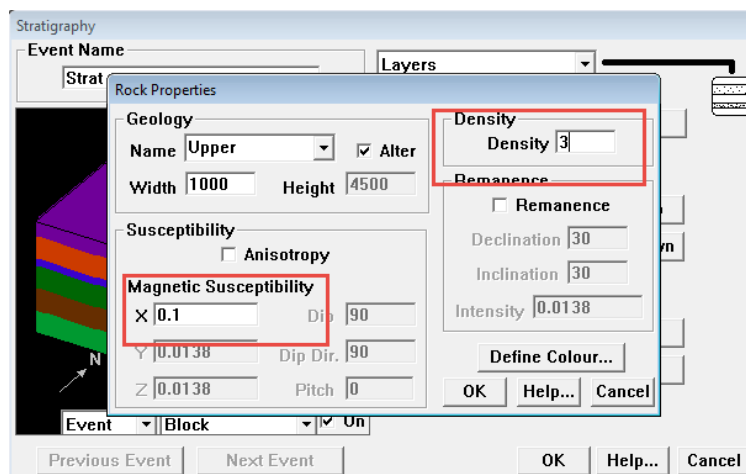 Stratigraphy
Event Name
Strat
Layers
Rock Properties
Geology
Name Upper Alter
Width 1000 Height 4500
Susceptibility
Anisotropy
Magnetic Susceptibility
X 0.1 Dip 90
Y 0.0138 Dip Dir. 90
Z 0.0138 Pitch 0
Density
Density 3
Remanence
Remanence
Declination 30
Inclination 30
Intensity 0.0138
Define Colour...
OK Help... Cancel
N
Event Block Un
Previous Event Next Event OK Help... Cancel